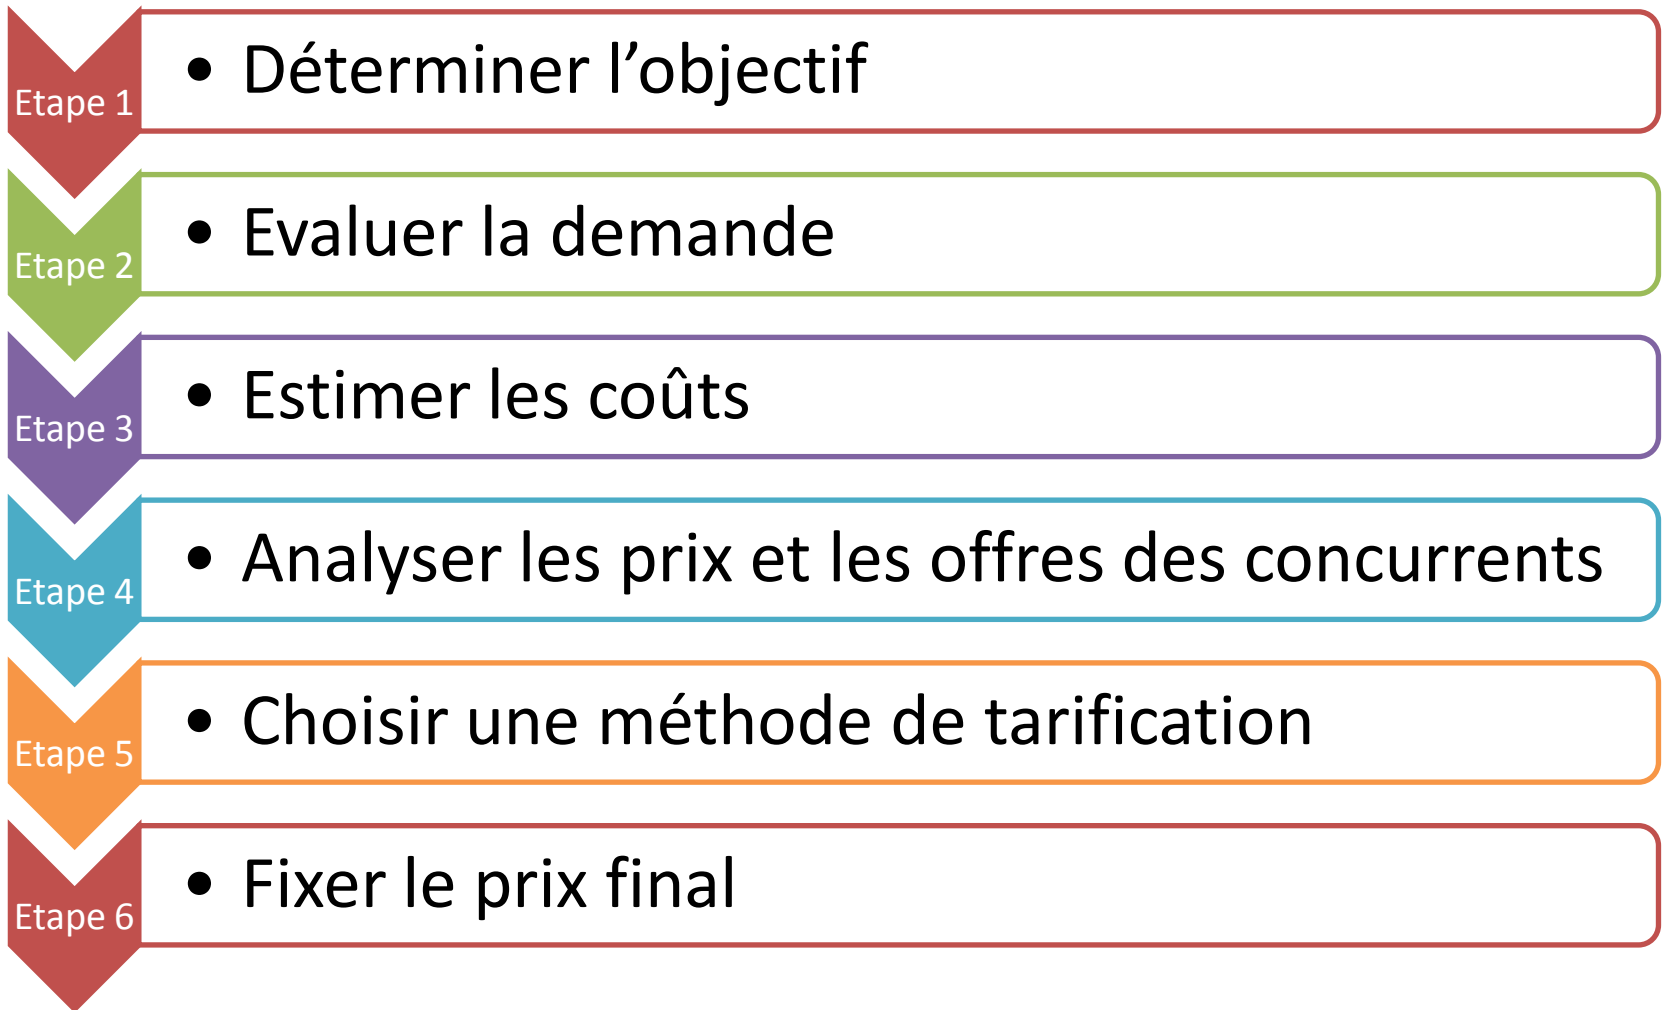 Etape 1
• Déterminer l’objectif
Etape 2
• Evaluer la demande
Etape 3
• Estimer les coûts
Etape 4
• Analyser les prix et les offres des concurrents
Etape 5
• Choisir une méthode de tarification
Etape 6
• Fixer le prix final